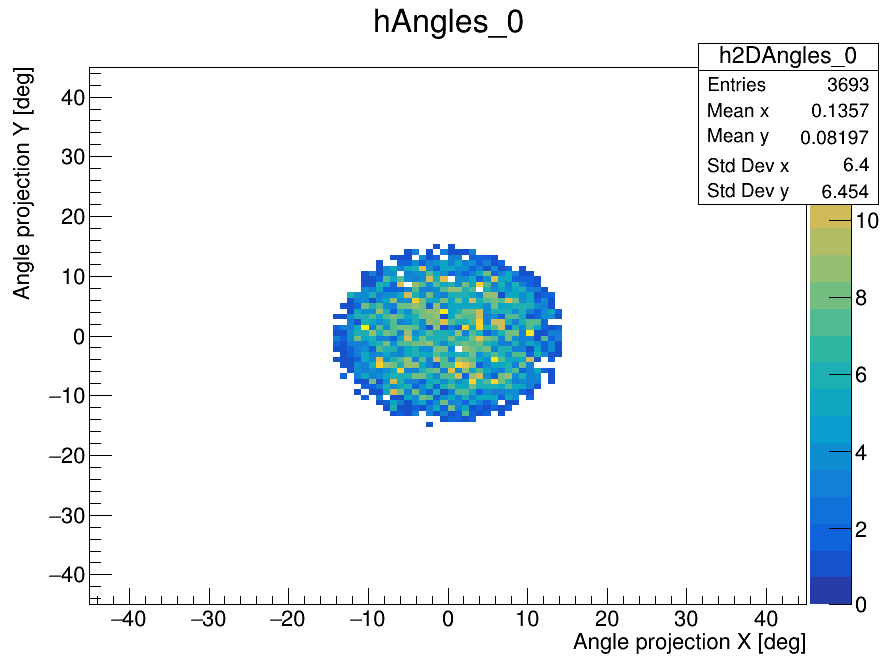 hAngles_0
h2DAngles_0
Entries 3693
Mean x 0.1357
Mean y 0.08197
Std Dev x 6.4
Std Dev y 6.454
Angle projection Y [deg]
40
30
20
10
0
−10
−20
−30
−40
−40 −30 −20 −10 0 10 20 30 40
Angle projection X [deg]
10
8
6
4
2
0